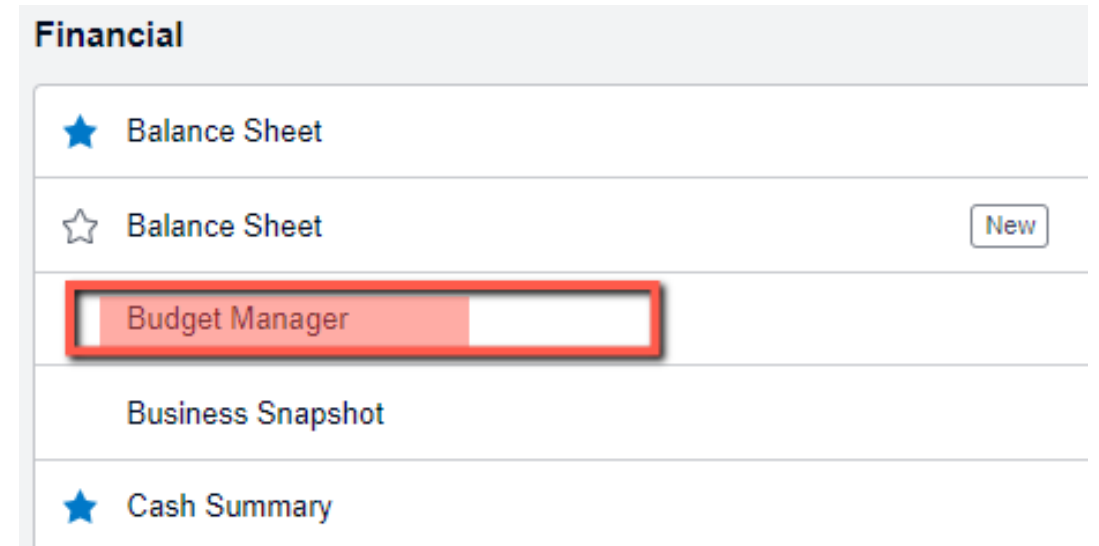 Financial
Balance Sheet
Balance Sheet New
Budget Manager
Business Snapshot
Cash Summary